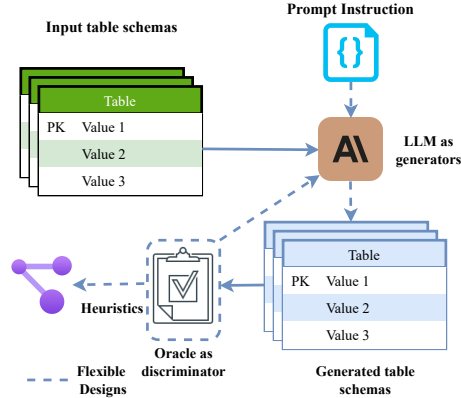 Prompt Instruction
Input table schemas
{ }
Table
PK Value 1
Value 2
Value 3
A\
LLM as
generators
Table
PK Value 1
Value 2
Value 3
Heuristics
Oracle as
discriminator
Flexible
Designs
Generated table
schemas